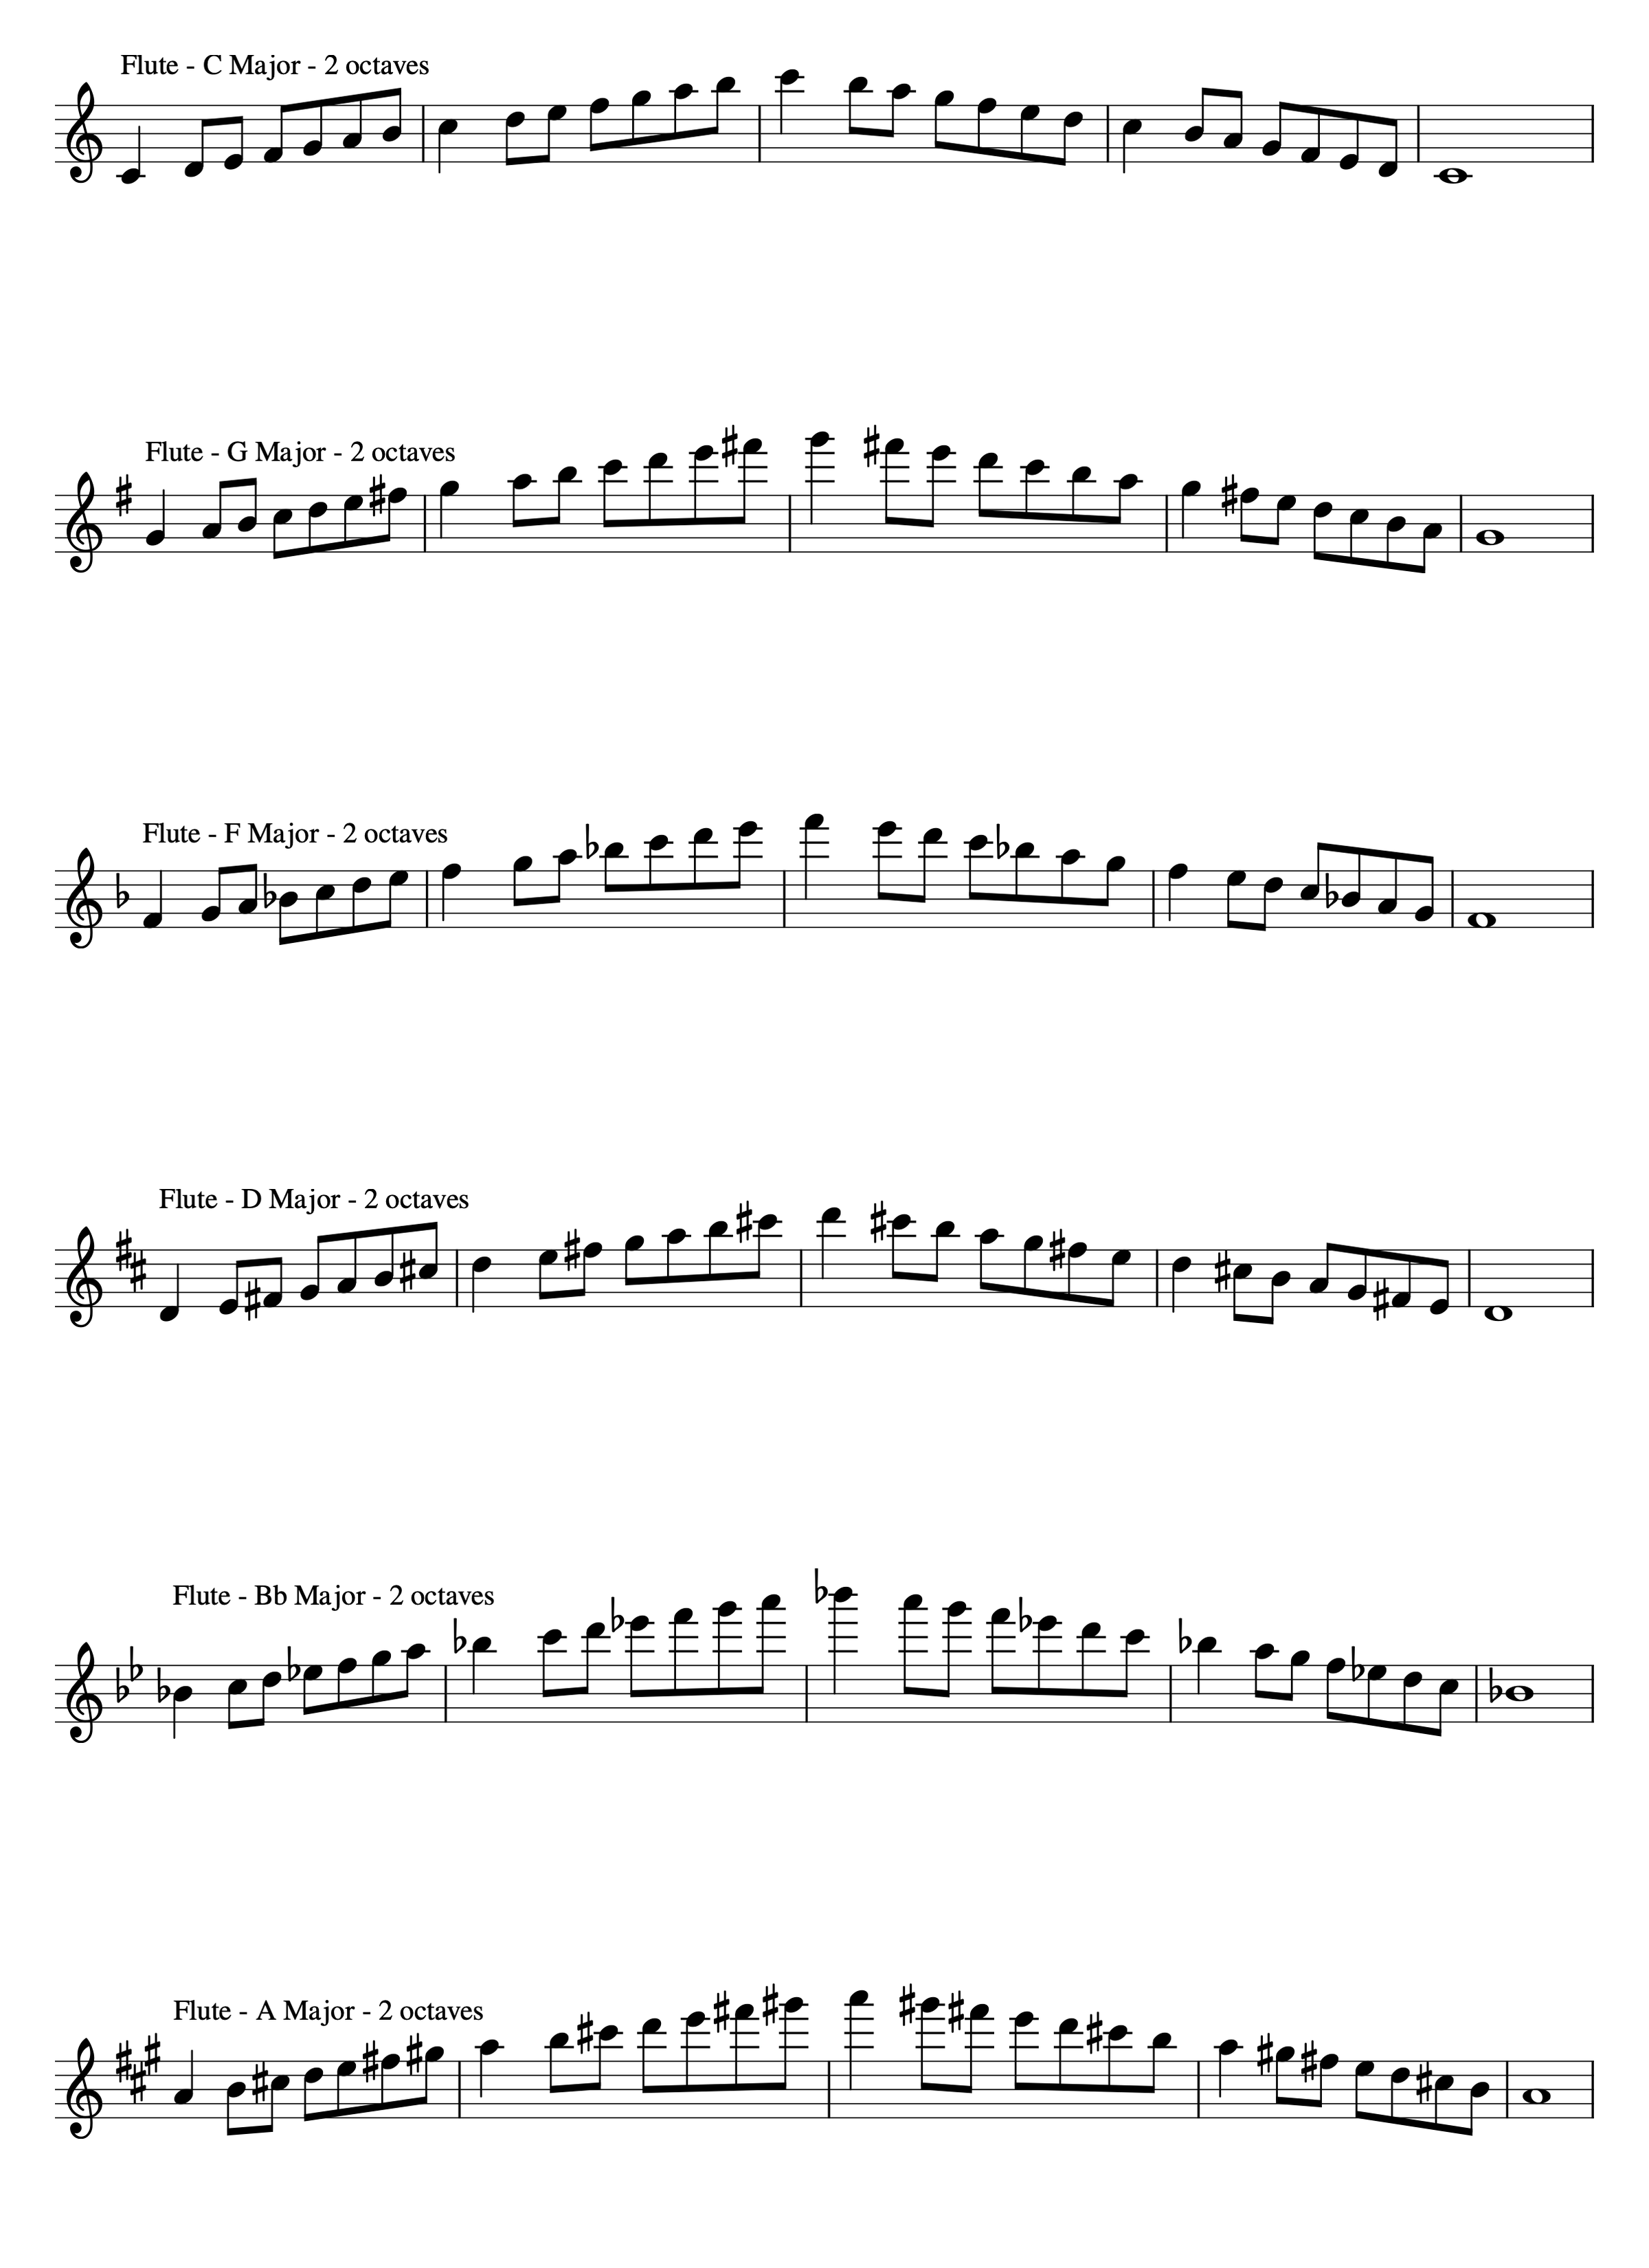 Flute - C Major - 2 octaves
Flute - G Major - 2 octaves
Flute - F Major - 2 octaves
Flute - D Major - 2 octaves
Flute - Bb Major - 2 octaves
Flute - A Major - 2 octaves